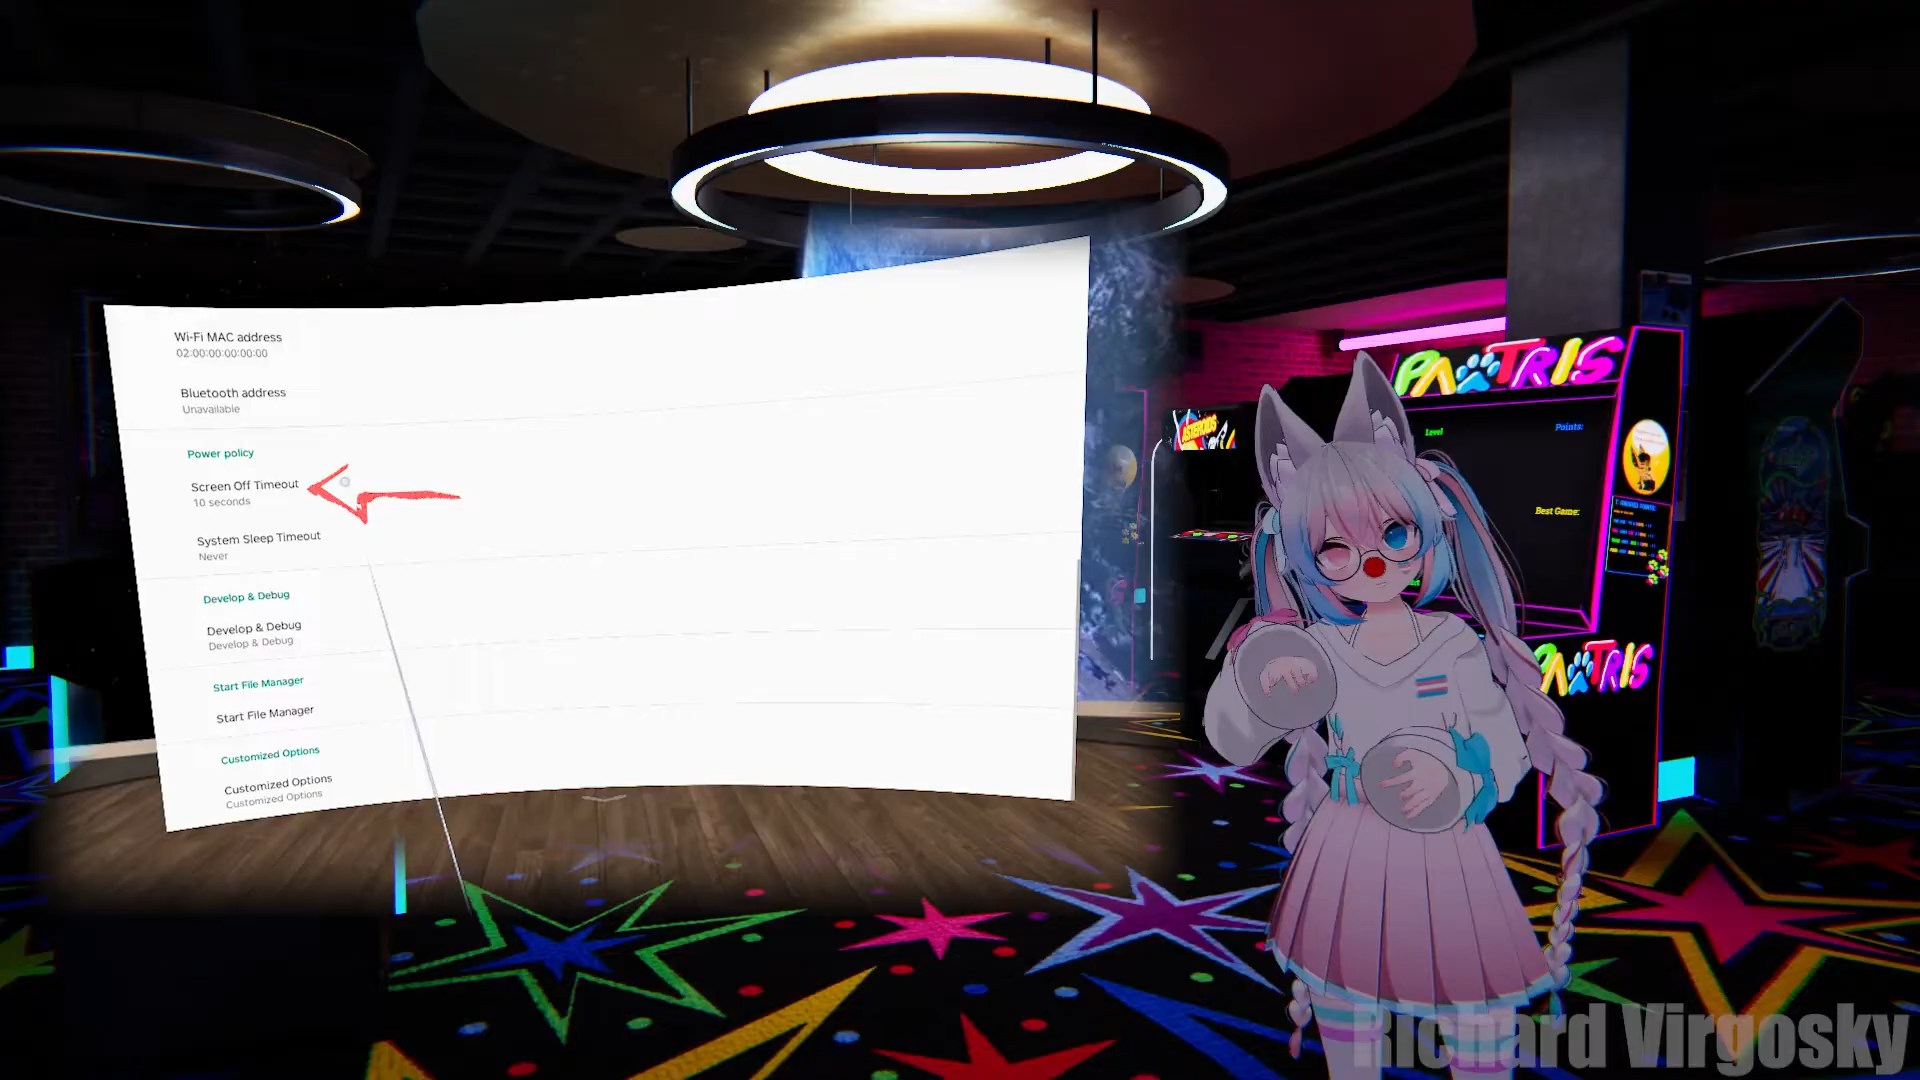 Wi-Fi MAC address
02:00:00:00:00:00
Bluetooth address
Unavailable
Power policy
Screen Off Timeout
10 seconds
System Sleep Timeout
Never
Develop & Debug
Develop & Debug
Develop & Debug
Start File Manager
Start File Manager
Customized Options
Customized Options
Customized Options
ASTEROIDS
PAWTRIS
Level
Points:
Best Game:
PAWTRIS
Richard Virgosky